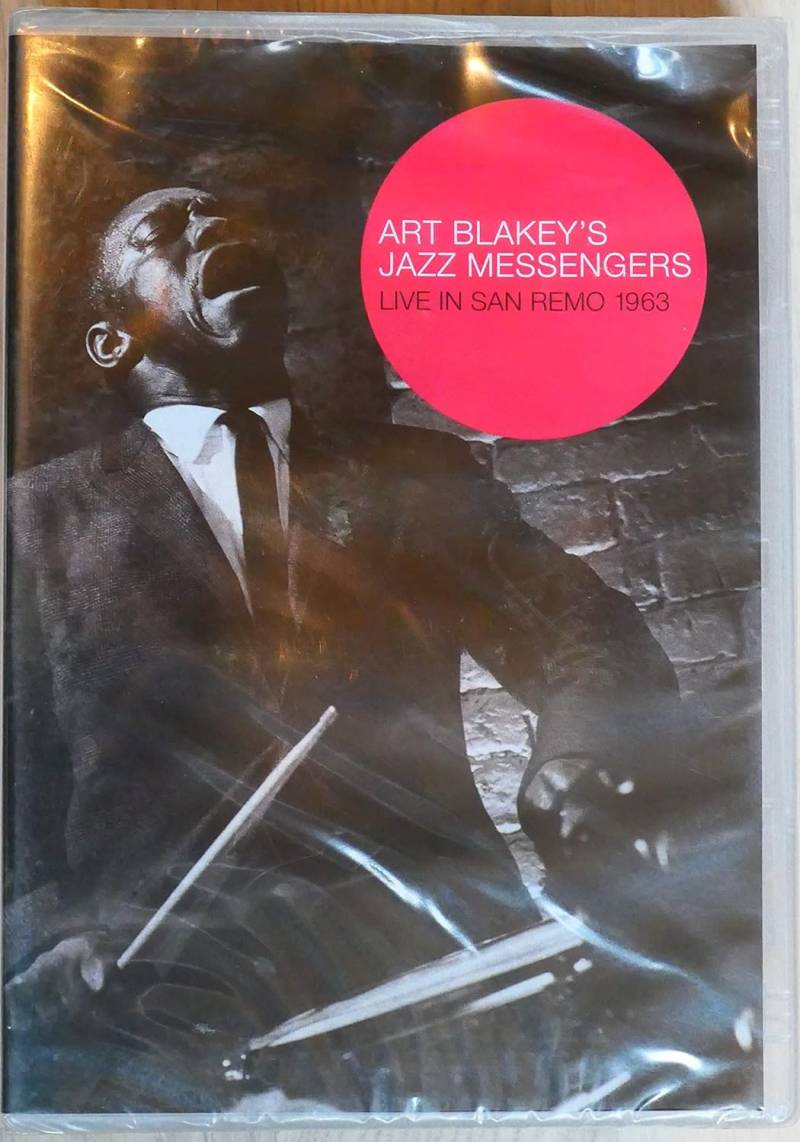 ART BLAKEY'S
JAZZ MESSENGERS
LIVE IN SAN REMO 1963